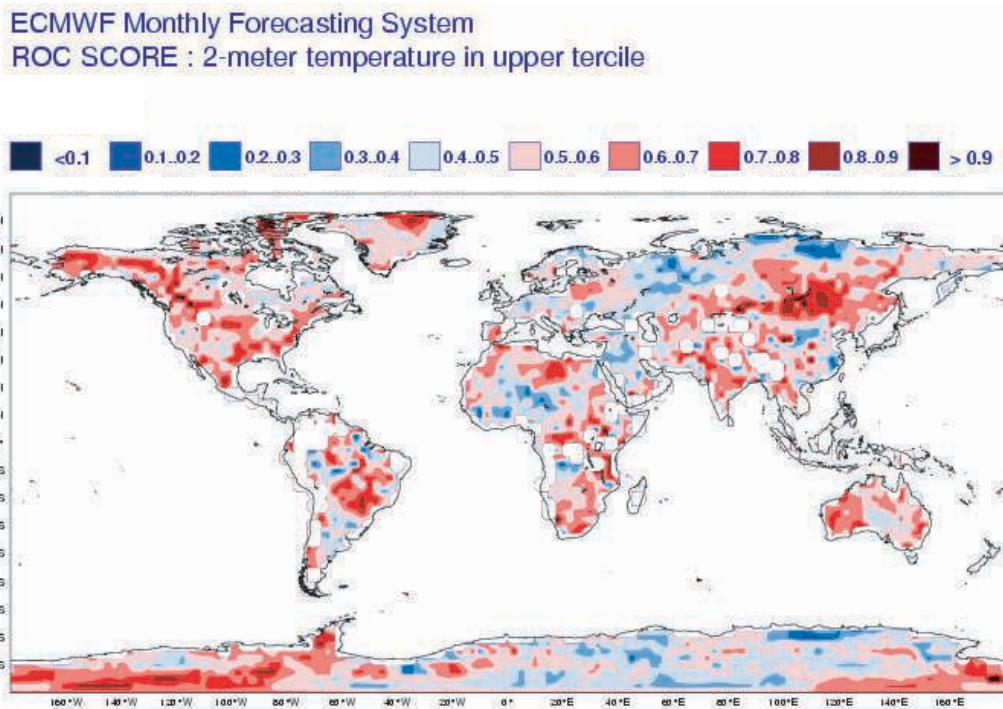 ECMWF Monthly Forecasting System
ROC SCORE : 2-meter temperature in upper tercile
<0.1 0.1..0.2 0.2..0.3 0.3..0.4 0.4..0.5 0.5..0.6 0.6..0.7 0.7..0.8 0.8..0.9 > 0.9
160°W 140°W 120°W 100°W 80°W 60°W 40°W 20°W 0° 20°E 40°E 60°E 80°E 100°E 120°E 140°E 160°E